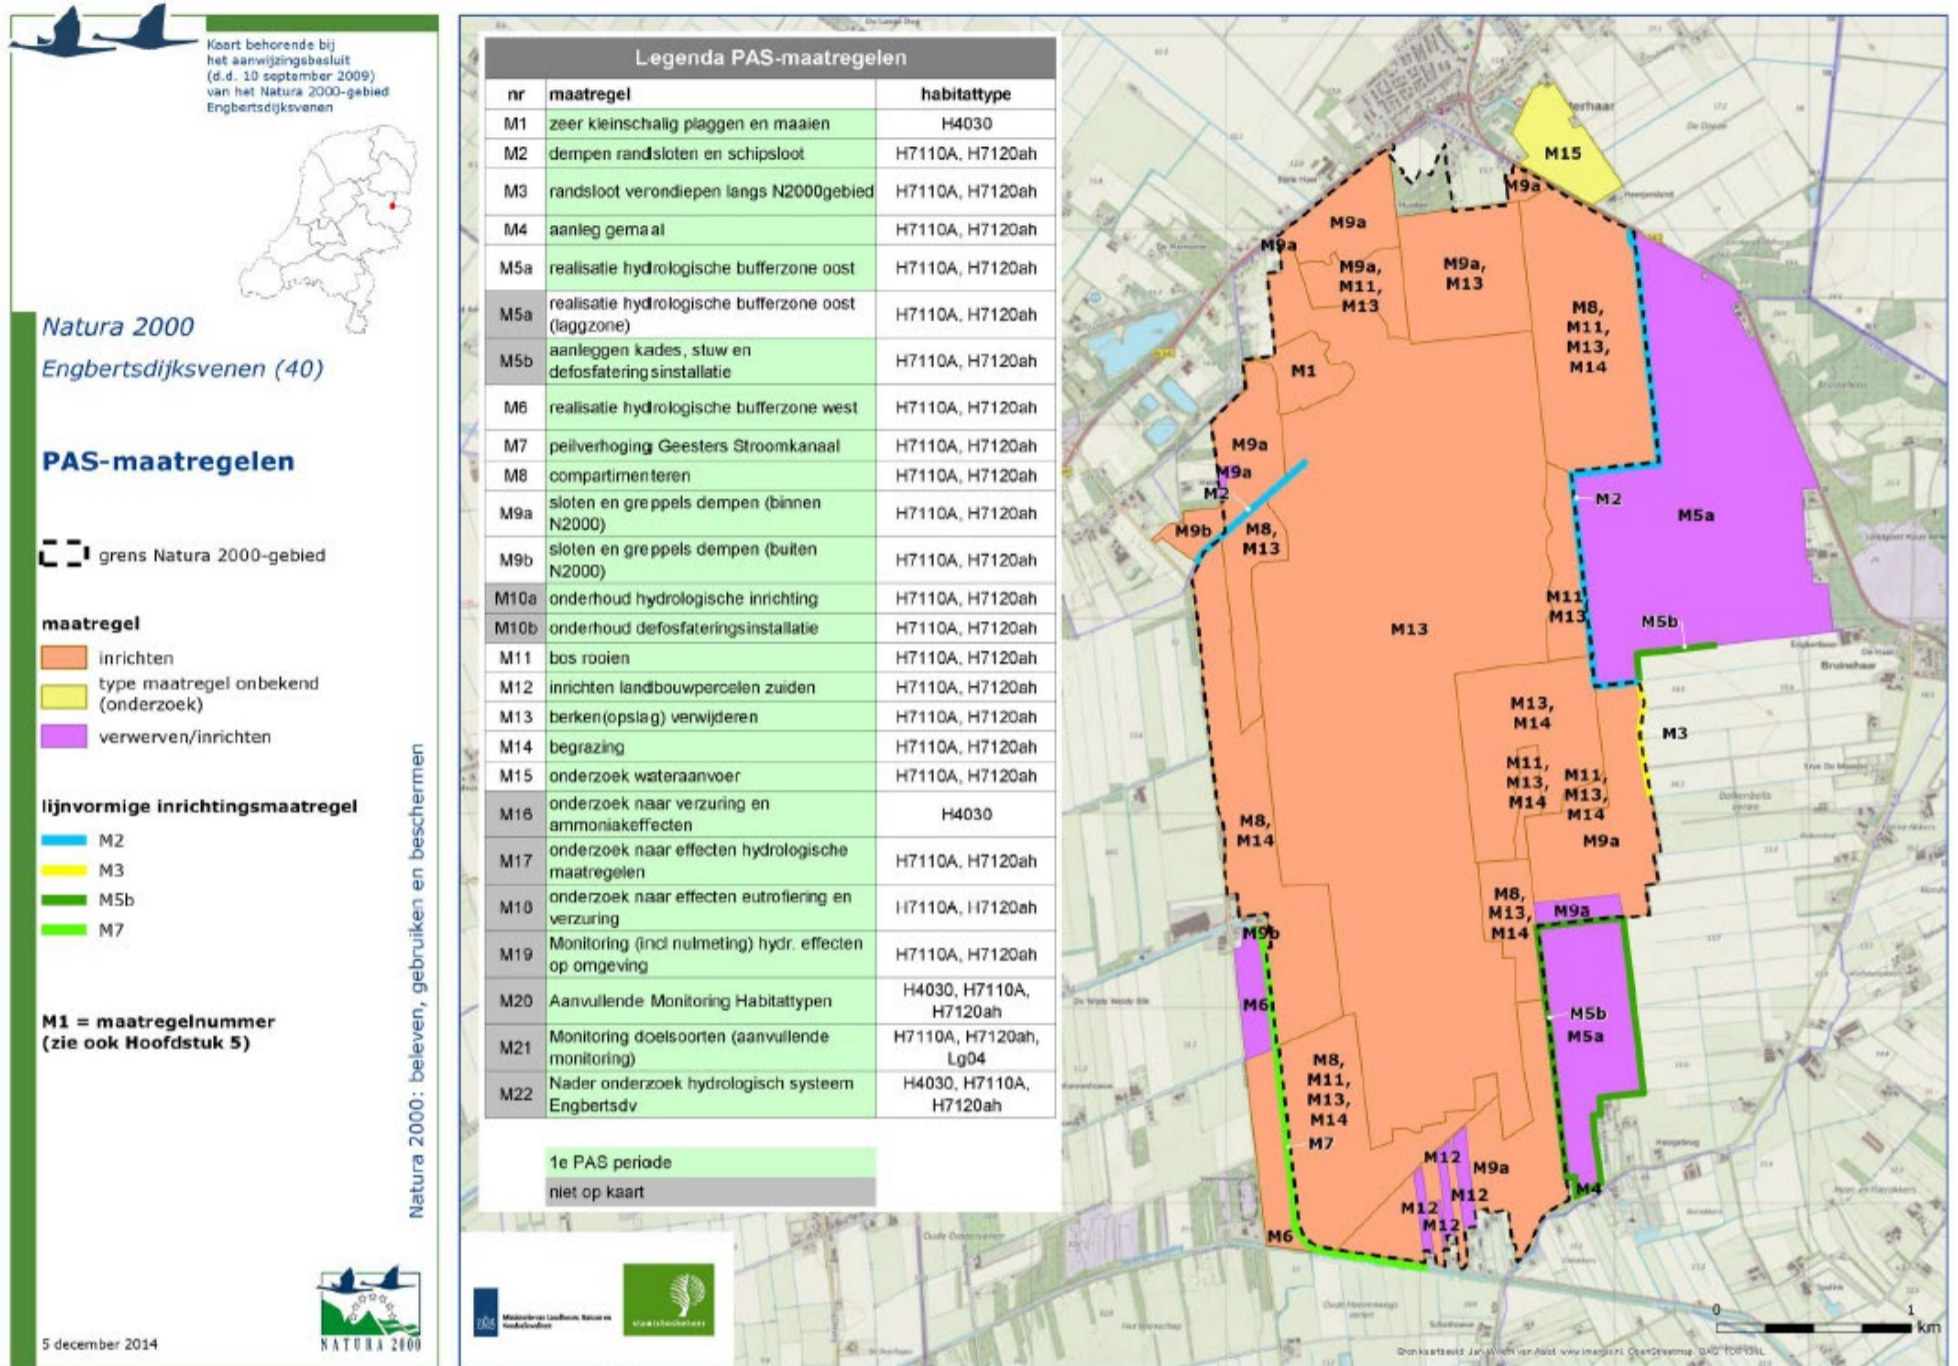 Kaart behorende bij
het aanwijzingsbesluit
(d.d. 10 september 2009)
van het Natura 2000-gebied
Engbertsdijksvenen
Natura 2000
Engbertsdijksvenen (40)
PAS-maatregelen
grens Natura 2000-gebied
maatregel
inrichten
type maatregel onbekend
(onderzoek)
verwerven/inrichten
lijnvormige inrichtingsmaatregel
M2
M3
M5b
M7
M1 = maatregelnummer
(zie ook Hoofdstuk 5)
Natura 2000: beleven, gebruiken en beschermen
5 december 2014
NATURA 2000
Legenda PAS-maatregelen
nr maatregel habitattype
M1 zeer kleinschalig plaggen en maaien H4030
M2 dempen randsloten en schipsloot H7110A, H7120ah
M3 randsloot verondiepen langs N2000gebied H7110A, H7120ah
M4 aanleg gemaal H7110A, H7120ah
M5a realisatie hydrologische bufferzone oost H7110A, H7120ah
M5a realisatie hydrologische bufferzone oost
(laggzone) H7110A, H7120ah
M5b aanleggen kades, stuw en
defosfateringsinstallatie H7110A, H7120ah
M6 realisatie hydrologische bufferzone west H7110A, H7120ah
M7 peilverhoging Geesters Stroomkanaal H7110A, H7120ah
M8 compartimenteren H7110A, H7120ah
M9a sloten en greppels dempen (binnen
N2000) H7110A, H7120ah
M9b sloten en greppels dempen (buiten
N2000) H7110A, H7120ah
M10a onderhoud hydrologische inrichting H7110A, H7120ah
M10b onderhoud defosfateringsinstallatie H7110A, H7120ah
M11 bos rooien H7110A, H7120ah
M12 inrichten landbouwpercelen zuiden H7110A, H7120ah
M13 berken(opslag) verwijderen H7110A, H7120ah
M14 begrazing H7110A, H7120ah
M15 onderzoek wateraanvoer H7110A, H7120ah
M16 onderzoek naar verzuring en
ammoniakeffecten H4030
M17 onderzoek naar effecten hydrologische
maatregelen H7110A, H7120ah
M18 onderzoek naar effecten eutrofiering en
verzuring H7110A, H7120ah
M19 Monitoring (incl nulmeting) hydr. effecten
op omgeving H7110A, H7120ah
M20 Aanvullende Monitoring Habitattypen H4030, H7110A,
H7120ah
M21 Monitoring doelsoorten (aanvullende
monitoring) H7110A, H7120ah,
Lg04
M22 Nader onderzoek hydrologisch systeem
Engbertsdv H4030, H7110A,
H7120ah
1e PAS periode
niet op kaart
staatsbosbeheer
terhaar
M15
M9a
M9a
M9a
M9a,
M11,
M13
M9a,
M13
M8,
M11,
M13,
M14
M1
M9a
M9a
M2
M9b
M8,
M13
M2
M5a
M11
M13
M13
M5b
Bruinehaar
M13,
M14
M3
M11,
M13,
M14
M11,
M13,
M14
M8,
M14
M9a
M8,
M13,
M14
M9a
M9b
M6
M5b
M5a
M8,
M11,
M13,
M14
M7
M12
M9a
M12
M12
M12
M4
M6
0 1
km